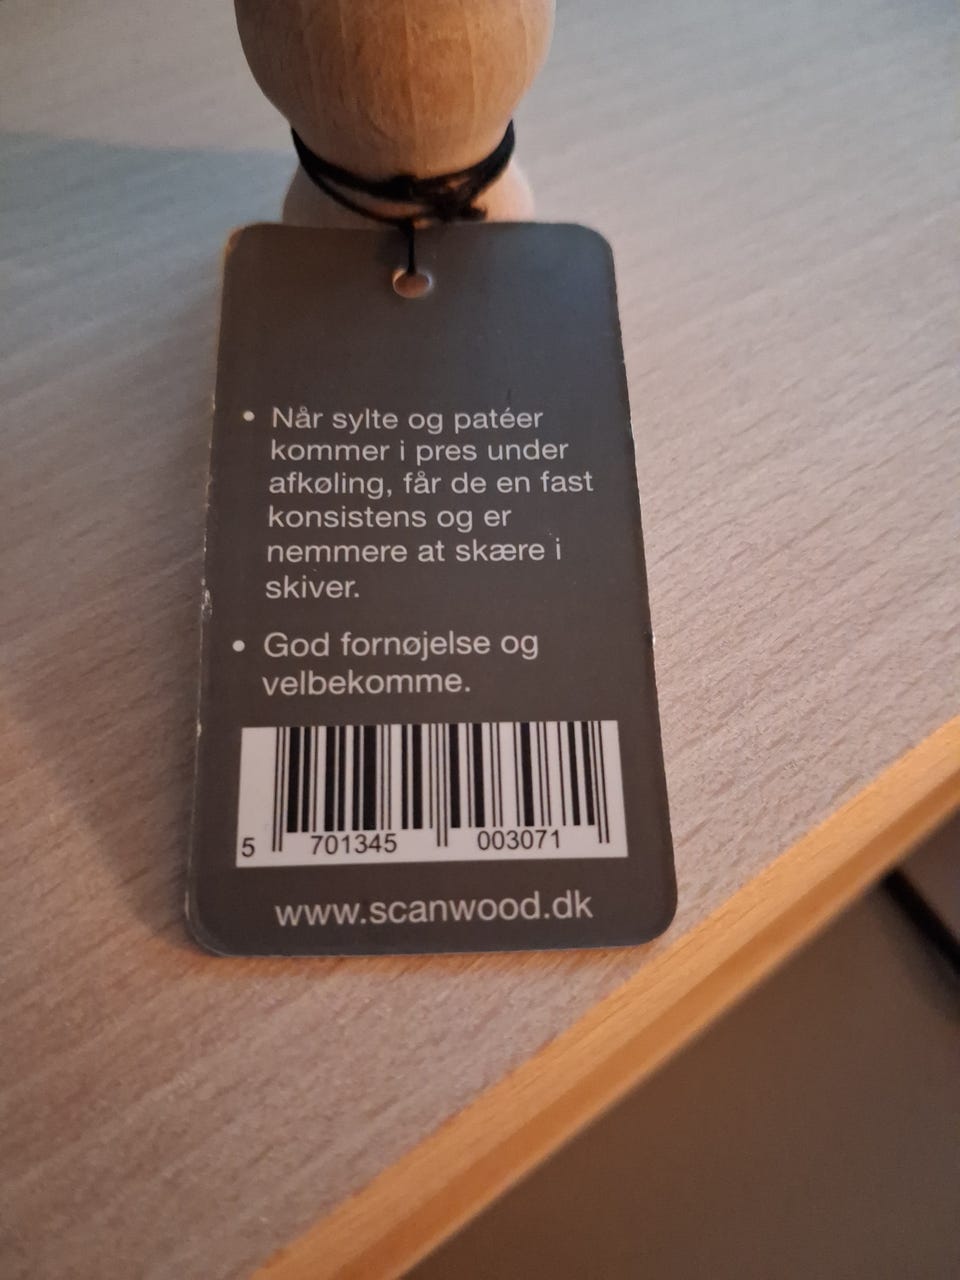 • Når sylte og patéer
kommer i pres under
afkøling, får de en fast
konsistens og er
nemmere at skære i
skiver.
• God fornøjelse og
velbekomme.
5 701345 003071
www.scanwood.dk